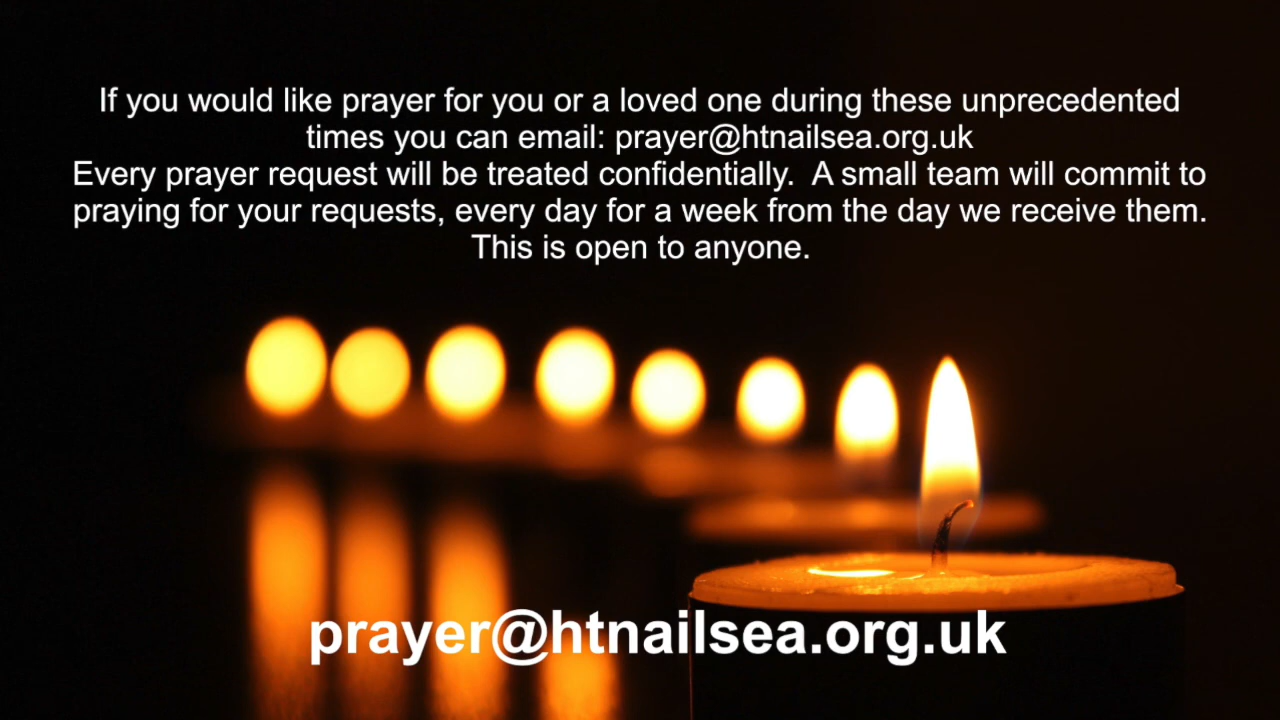 If you would like prayer for you or a loved one during these unprecedented
times you can email: prayer@htnailsea.org.uk
Every prayer request will be treated confidentially.  A small team will commit to
praying for your requests, every day for a week from the day we receive them.
This is open to anyone.
prayer@htnailsea.org.uk